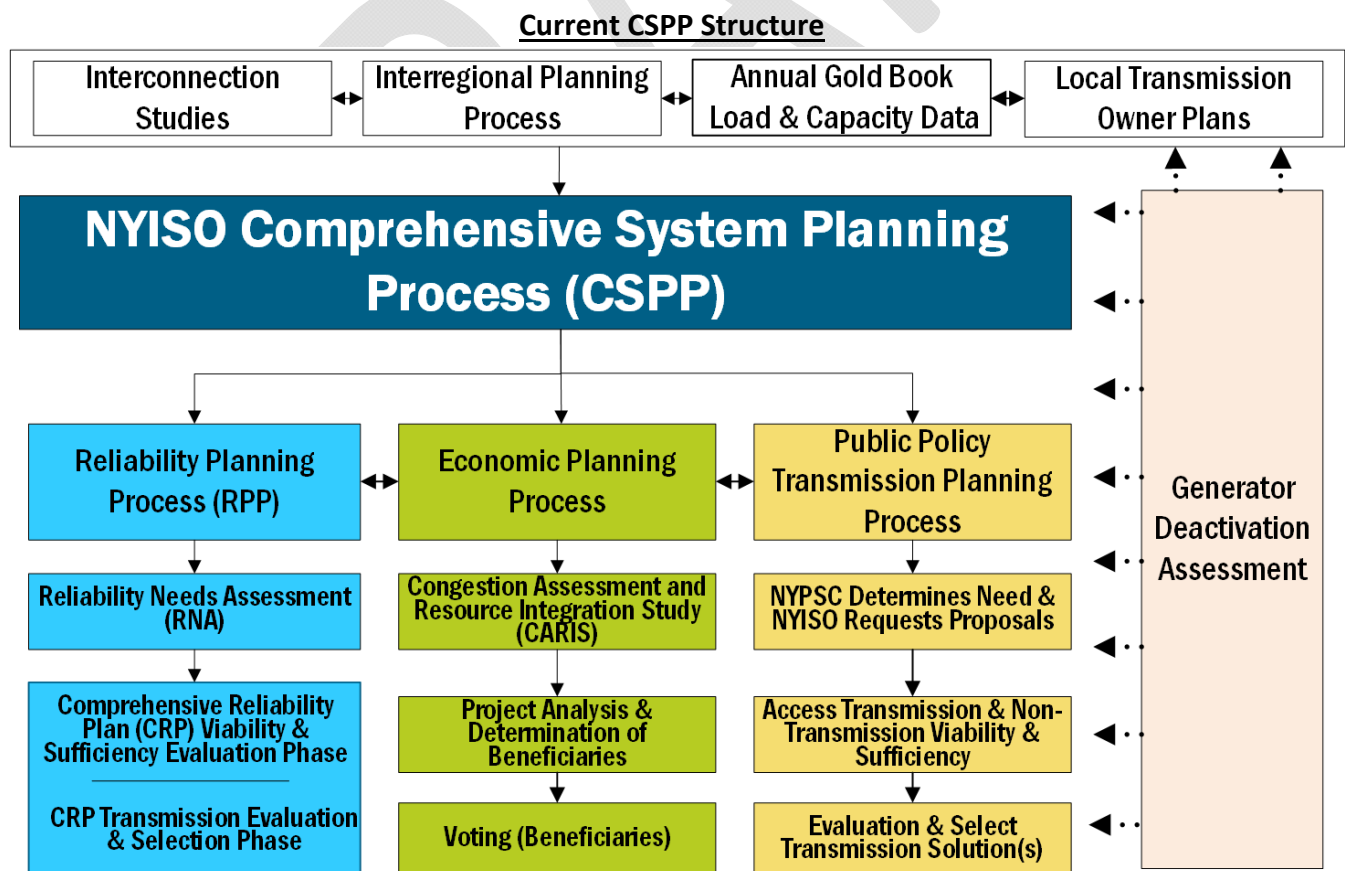 Current CSPP Structure
Interconnection
Studies
Interregional Planning
Process
Annual Gold Book
Load & Capacity Data
Local Transmission
Owner Plans
NYISO Comprehensive System Planning
Process (CSPP)
Reliability Planning
Process (RPP)
Economic Planning
Process
Public Policy
Transmission Planning
Process
Generator
Deactivation
Assessment
Reliability Needs Assessment
(RNA)
Congestion Assessment and
Resource Integration Study
(CARIS)
NYPSC Determines Need &
NYISO Requests Proposals
Comprehensive Reliability
Plan (CRP) Viability &
Sufficiency Evaluation Phase
CRP Transmission Evaluation
& Selection Phase
Project Analysis &
Determination of
Beneficiaries
Access Transmission & Non-
Transmission Viability &
Sufficiency
Voting (Beneficiaries)
Evaluation & Select
Transmission Solution(s)